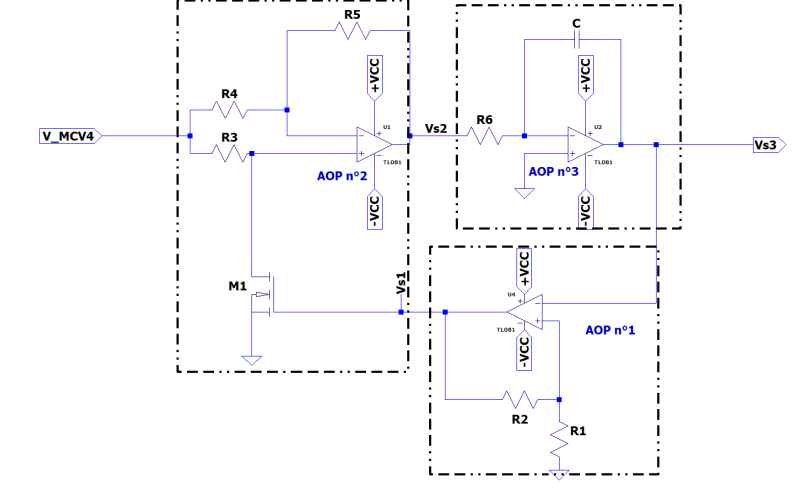 R5
C
+VCC
+VCC
R4
U1
U2
V_MCV4
Vs2
R6
R3
Vs3
TL081
TL081
AOP n°2
AOP n°3
-VCC
-VCC
+VCC
M1
Vs1
U4
TL081
AOP n°1
-VCC
R2
R1